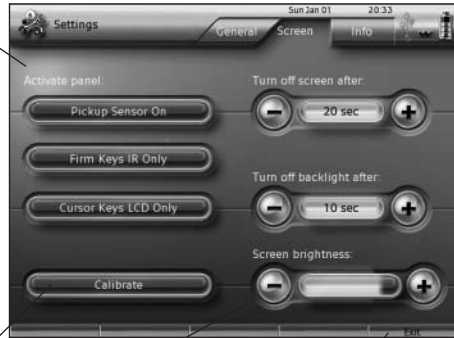 Sun Jan 01 20:33
Settings
General Screen Info
Activate panel:
Pickup Sensor On
Firm Keys IR Only
Cursor Keys LCD Only
Calibrate
Turn off screen after:
20 sec
Turn off backlight after:
10 sec
Screen brightness:
Exit